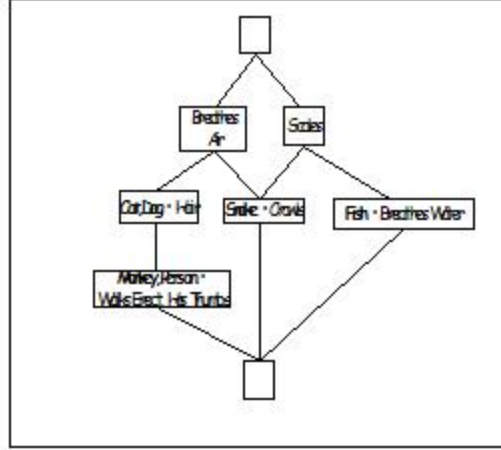 Breathes
Air
Scales
Cat, Dog - Hair
Snake - Crawls
Fish - Breathes Water
Monkey, Person -
Walks Erect, Has Thumbs